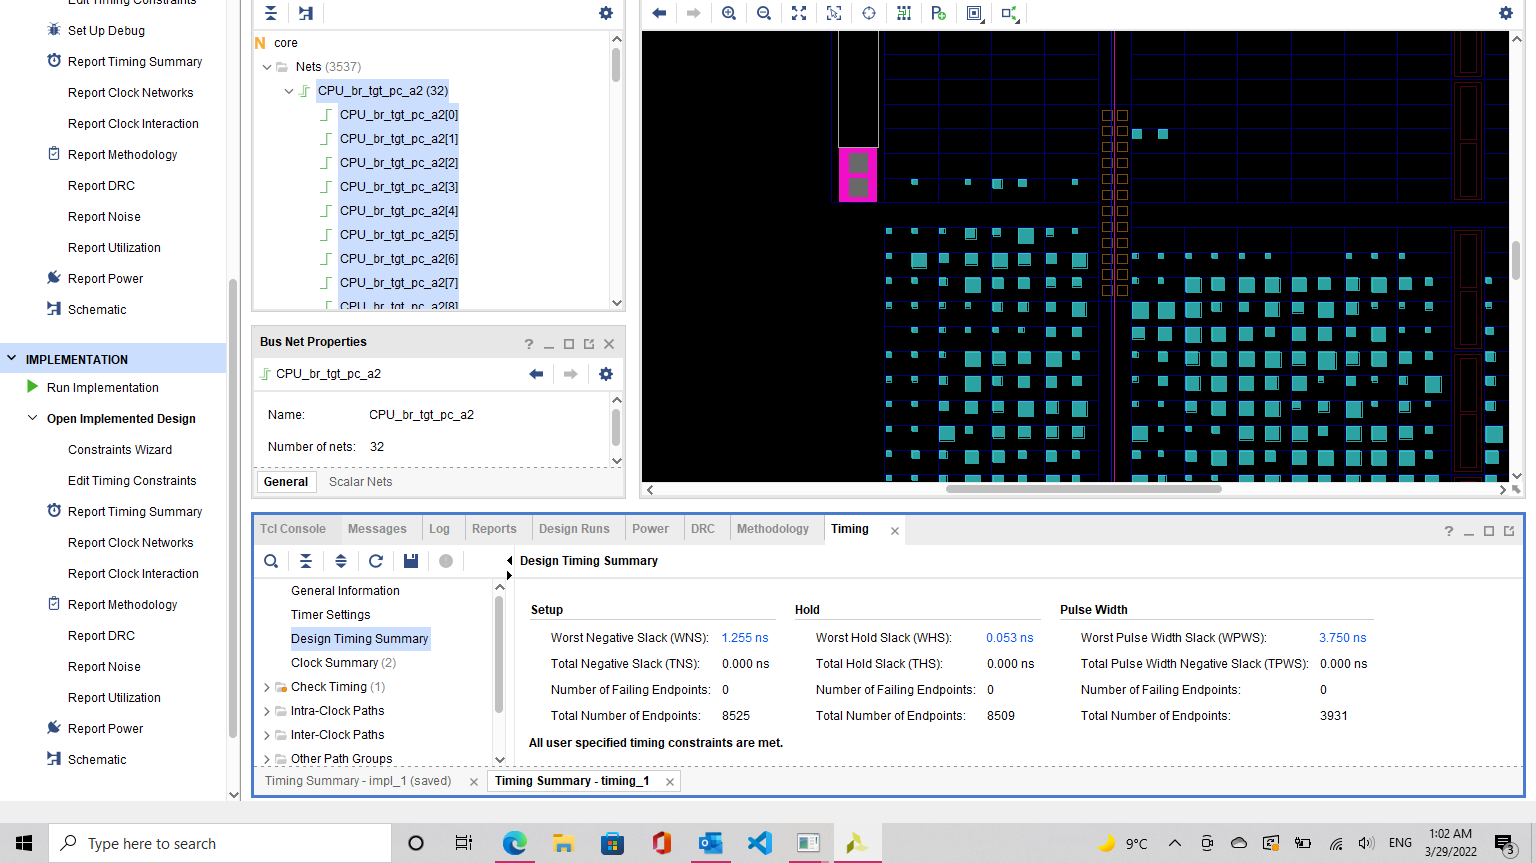 Edit Timing Constraints
Set Up Debug
Report Timing Summary
Report Clock Networks
Report Clock Interaction
Report Methodology
Report DRC
Report Noise
Report Utilization
Report Power
Schematic
IMPLEMENTATION
Run Implementation
Open Implemented Design
Constraints Wizard
Edit Timing Constraints
Report Timing Summary
Report Clock Networks
Report Clock Interaction
Report Methodology
Report DRC
Report Noise
Report Utilization
Report Power
Schematic
N core
Nets (3537)
CPU_br_tgt_pc_a2 (32)
CPU_br_tgt_pc_a2[0]
CPU_br_tgt_pc_a2[1]
CPU_br_tgt_pc_a2[2]
CPU_br_tgt_pc_a2[3]
CPU_br_tgt_pc_a2[4]
CPU_br_tgt_pc_a2[5]
CPU_br_tgt_pc_a2[6]
CPU_br_tgt_pc_a2[7]
CPU_br_tgt_pc_a2[8]
Bus Net Properties
CPU_br_tgt_pc_a2
Name: CPU_br_tgt_pc_a2
Number of nets: 32
General Scalar Nets
Tcl Console Messages Log Reports Design Runs Power DRC Methodology Timing
Design Timing Summary
General Information
Timer Settings
Design Timing Summary
Clock Summary (2)
Check Timing (1)
Intra-Clock Paths
Inter-Clock Paths
Other Path Groups
Setup Hold Pulse Width
Worst Negative Slack (WNS): 1.255 ns Worst Hold Slack (WHS): 0.053 ns Worst Pulse Width Slack (WPWS): 3.750 ns
Total Negative Slack (TNS): 0.000 ns Total Hold Slack (THS): 0.000 ns Total Pulse Width Negative Slack (TPWS): 0.000 ns
Number of Failing Endpoints: 0 Number of Failing Endpoints: 0 Number of Failing Endpoints: 0
Total Number of Endpoints: 8525 Total Number of Endpoints: 8509 Total Number of Endpoints: 3931
All user specified timing constraints are met.
Timing Summary - impl_1 (saved) Timing Summary - timing_1
Type here to search
9°C
ENG
1:02 AM
3/29/2022
3